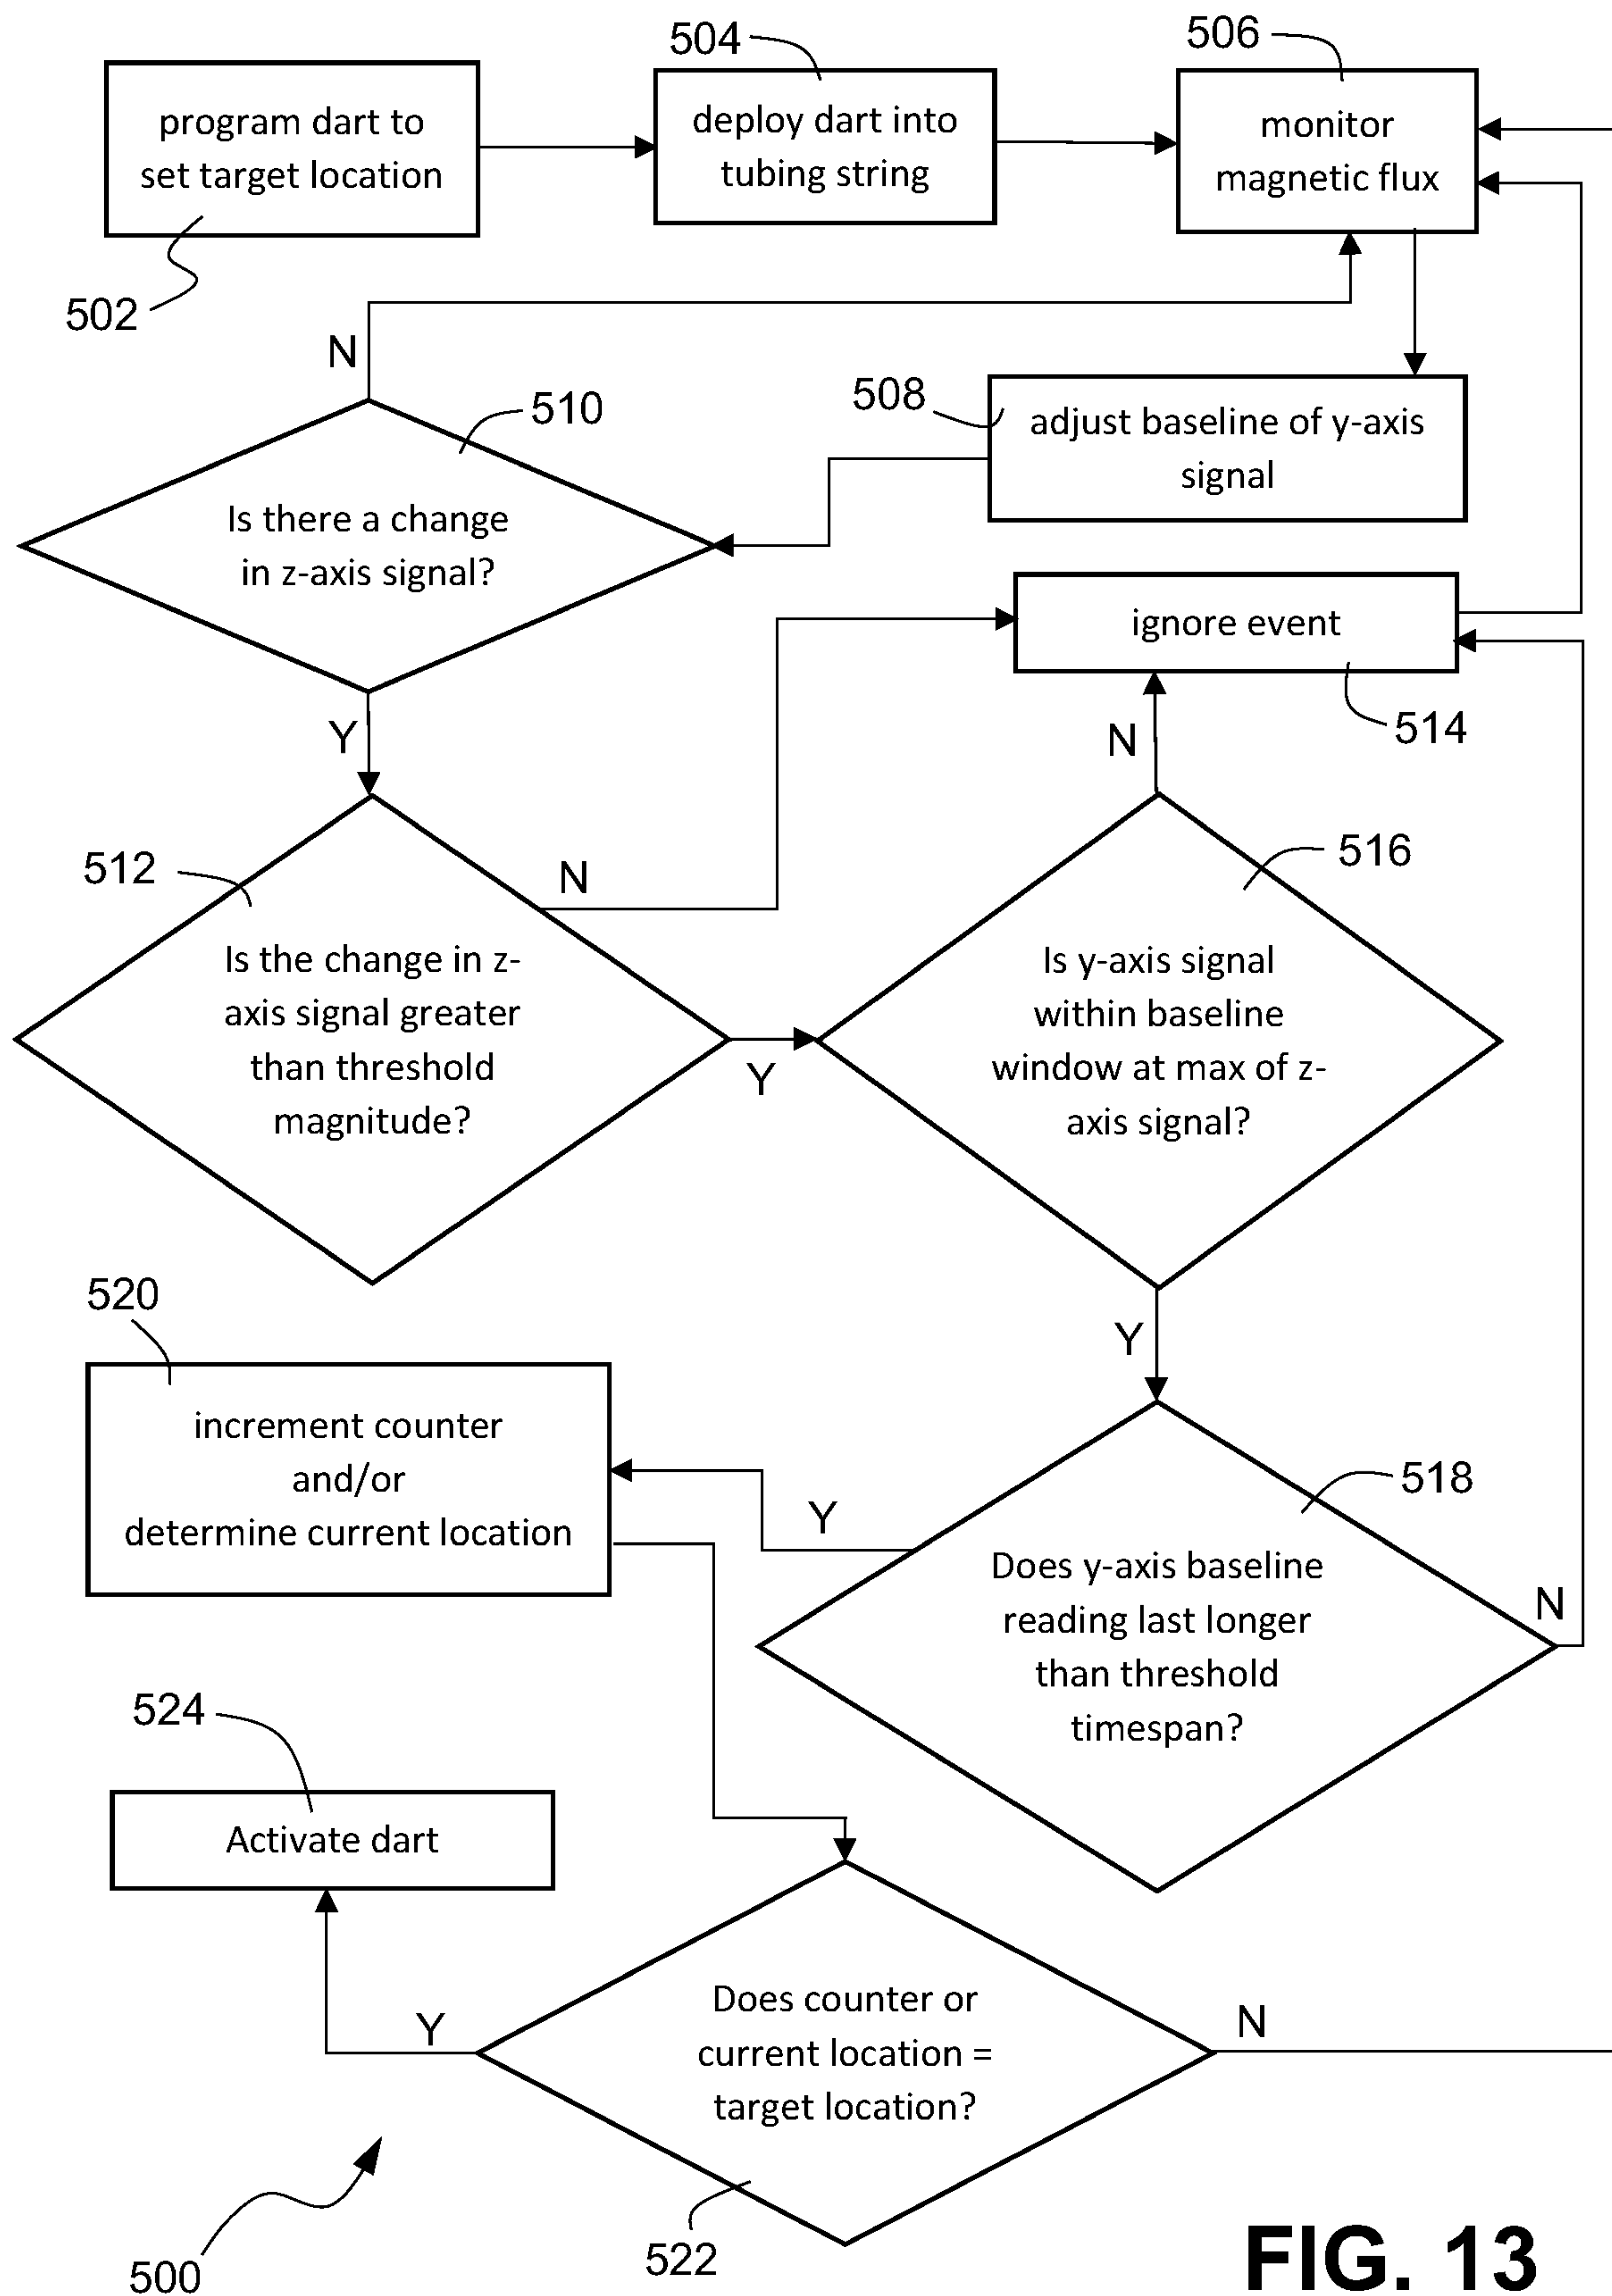 504
506
program dart to
set target location
deploy dart into
tubing string
monitor
magnetic flux
502
N
508
adjust baseline of y-axis
signal
510
Is there a change
in z-axis signal?
ignore event
514
Y
N
512
N
Is the change in z-
axis signal greater
than threshold
magnitude?
Y
516
Is y-axis signal
within baseline
window at max of z-
axis signal?
Y
520
increment counter
and/or
determine current location
Y
518
Does y-axis baseline
reading last longer
than threshold
timespan?
N
524
Activate dart
Y
Does counter or
current location =
target location?
N
522
500
FIG. 13